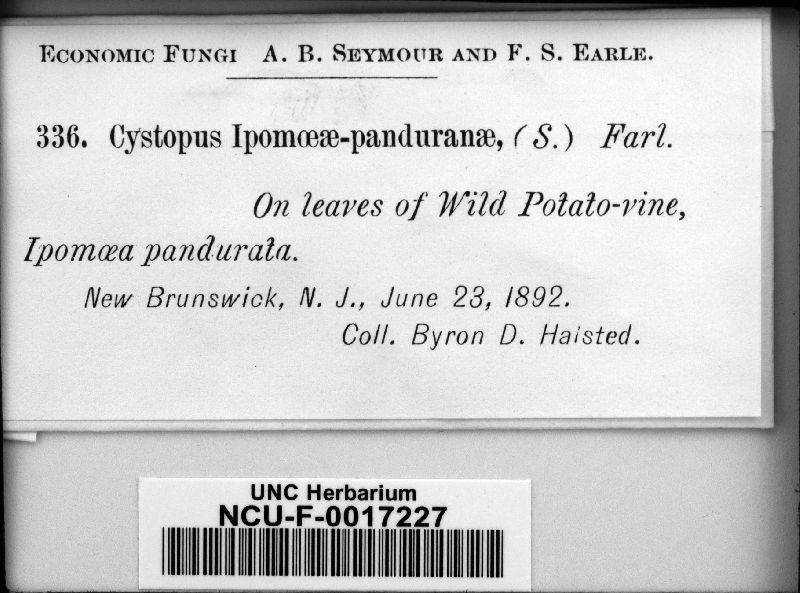 ECONOMIC FUNGI A. B. SEYMOUR AND F. S. EARLE.
336. Cystopus Ipomœæ-panduranæ, (S.) Farl.
On leaves of Wild Potato-vine,
Ipomœa pandurata.
New Brunswick, N. J., June 23, 1892.
Coll. Byron D. Halsted.
UNC Herbarium
NCU-F-0017227